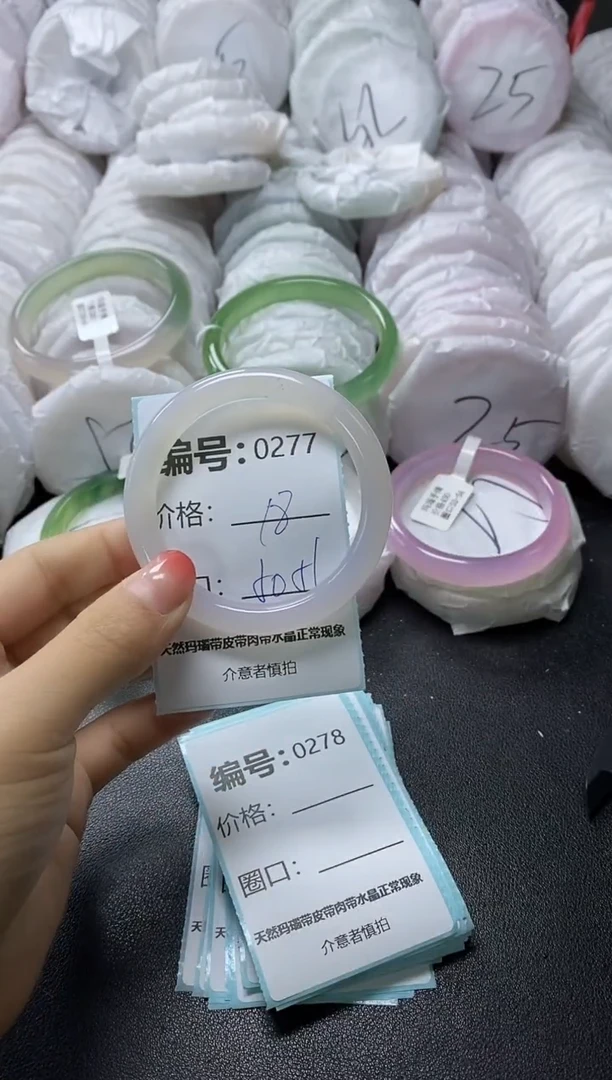 25
25
编号：0277
价格：18
口：
天然玛瑙带皮带肉带水晶正常现象
介意者慎拍
编号：0278
价格：
圈口：
天然玛瑙带皮带肉带水晶正常现象
介意者慎拍